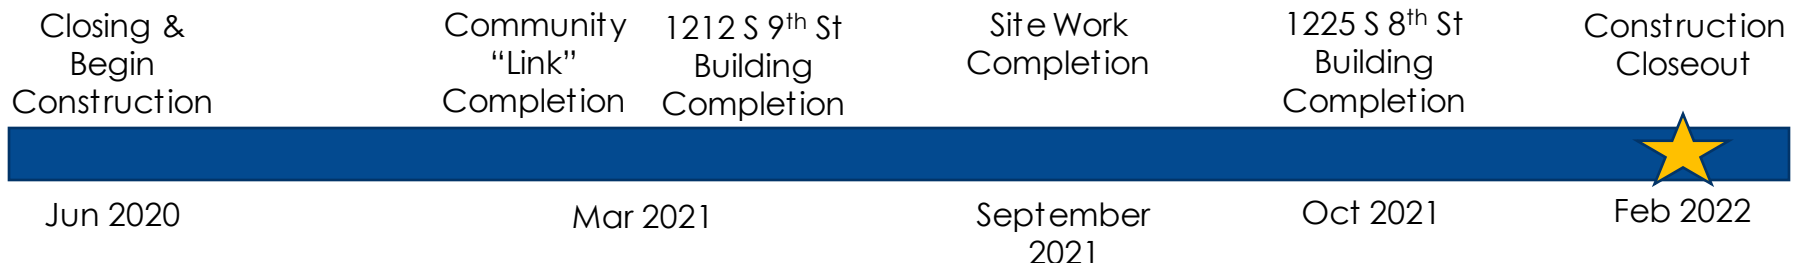 Closing &
Begin
Construction
Community
“Link”
Completion
1212 S 9th St
Building
Completion
Site Work
Completion
1225 S 8th St
Building
Completion
Construction
Closeout
Jun 2020
Mar 2021
September
2021
Oct 2021
Feb 2022